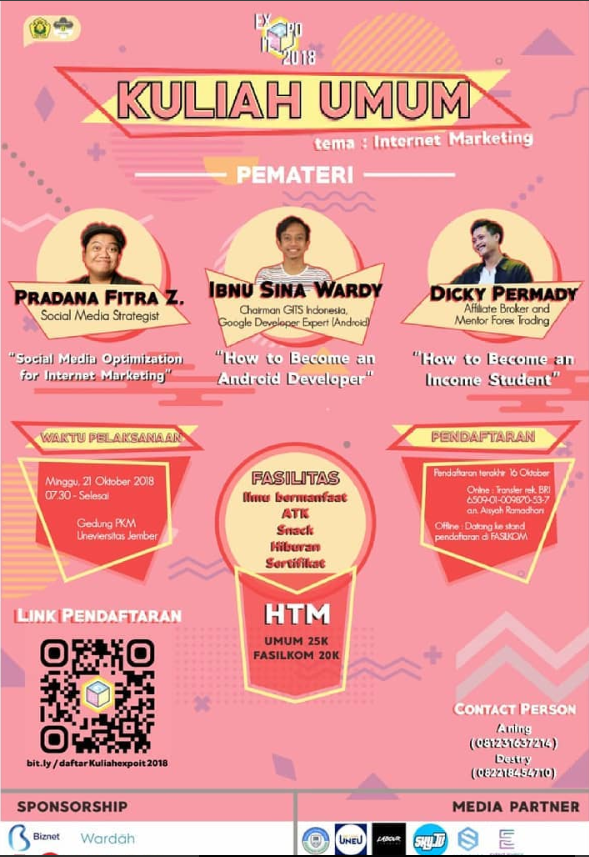 EXPO IT 2018
KULIAH UMUM
tema : Internet Marketing
PEMATERI
PRADANA FITRA Z.
Social Media Strategist
"Social Media Optimization
for Internet Marketing"
IBNU SINA WARDY
Chairman GITS Indonesia,
Google Developer Expert (Android)
"How to Become an
Android Developer"
DICKY PERMADY
Affiliate Broker and
Mentor Forex Trading
"How to Become an
Income Student"
WAKTU PELAKSANAAN
Minggu, 21 Oktober 2018
07.30 - Selesai
Gedung PKM
Uneviersitas Jember
FASILITAS
Ilmu bermanfaat
ATK
Snack
Hiburan
Sertifikat
HTM
UMUM 25K
FASILKOM 20K
PENDAFTARAN
Pendaftaran terakhr 16 Oktober
Online : Transfer rek. BRI
6509-01-009870-53-7
a.n. Aisyah Ramadhan
Offline : Datang ke stand
pendaftaran di FASILKOM
LINK PENDAFTARAN
bit.ly / daftarKuliahexpoit2018
CONTACT PERSON
Aning
(081231637214)
Destry
(082218454710)
SPONSORSHIP
Biznet
Wardah
MEDIA PARTNER
UNEJ
LABOUR